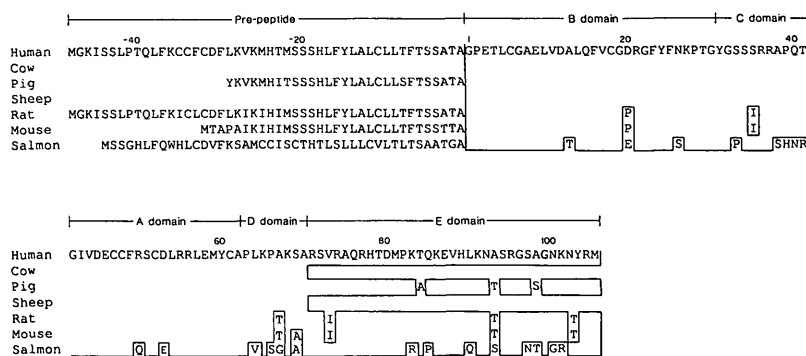 Pre-peptide B domain C domain
-40 -20 1 20 40
Human MGKISSLPTQLFKCCFCDFLKVKMHTMSSSHLFYLALCLLTFTSSATAGPETLCGAELVDALQFVCGDRGFYFNKPTGYGSSSRRAPQT
Cow
Pig YKVKMHITSSSHLFYLALCLLSFTSSATA
Sheep
Rat MGKISSLPTQLFKICLCDFLKIKIHIMSSSHLFYLALCLLTFTSSATA P I
Mouse MTAPAIKIHIMSSSHLFYLALCLLTFTSSTTA P I
Salmon MSSGHLFQWHLCDVFKSAMCCISCTHTLSLLLCVLTLTSAATGA T E S P SHNR
A domain D domain E domain
60 80 100
Human GIVDECCFRSCDLRRLEMYCAPLKPAKSARSVRAQRHTDMPKTQKEVHLKNASRGSAGNKNYRM
Cow
Pig A T S
Sheep
Rat T I T T
Mouse T A I T T
Salmon Q E V SG A R P Q S NT GR